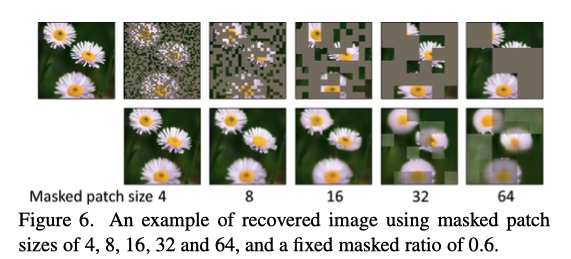 Masked patch size 4 8 16 32 64
Figure 6. An example of recovered image using masked patch
sizes of 4, 8, 16, 32 and 64, and a fixed masked ratio of 0.6.